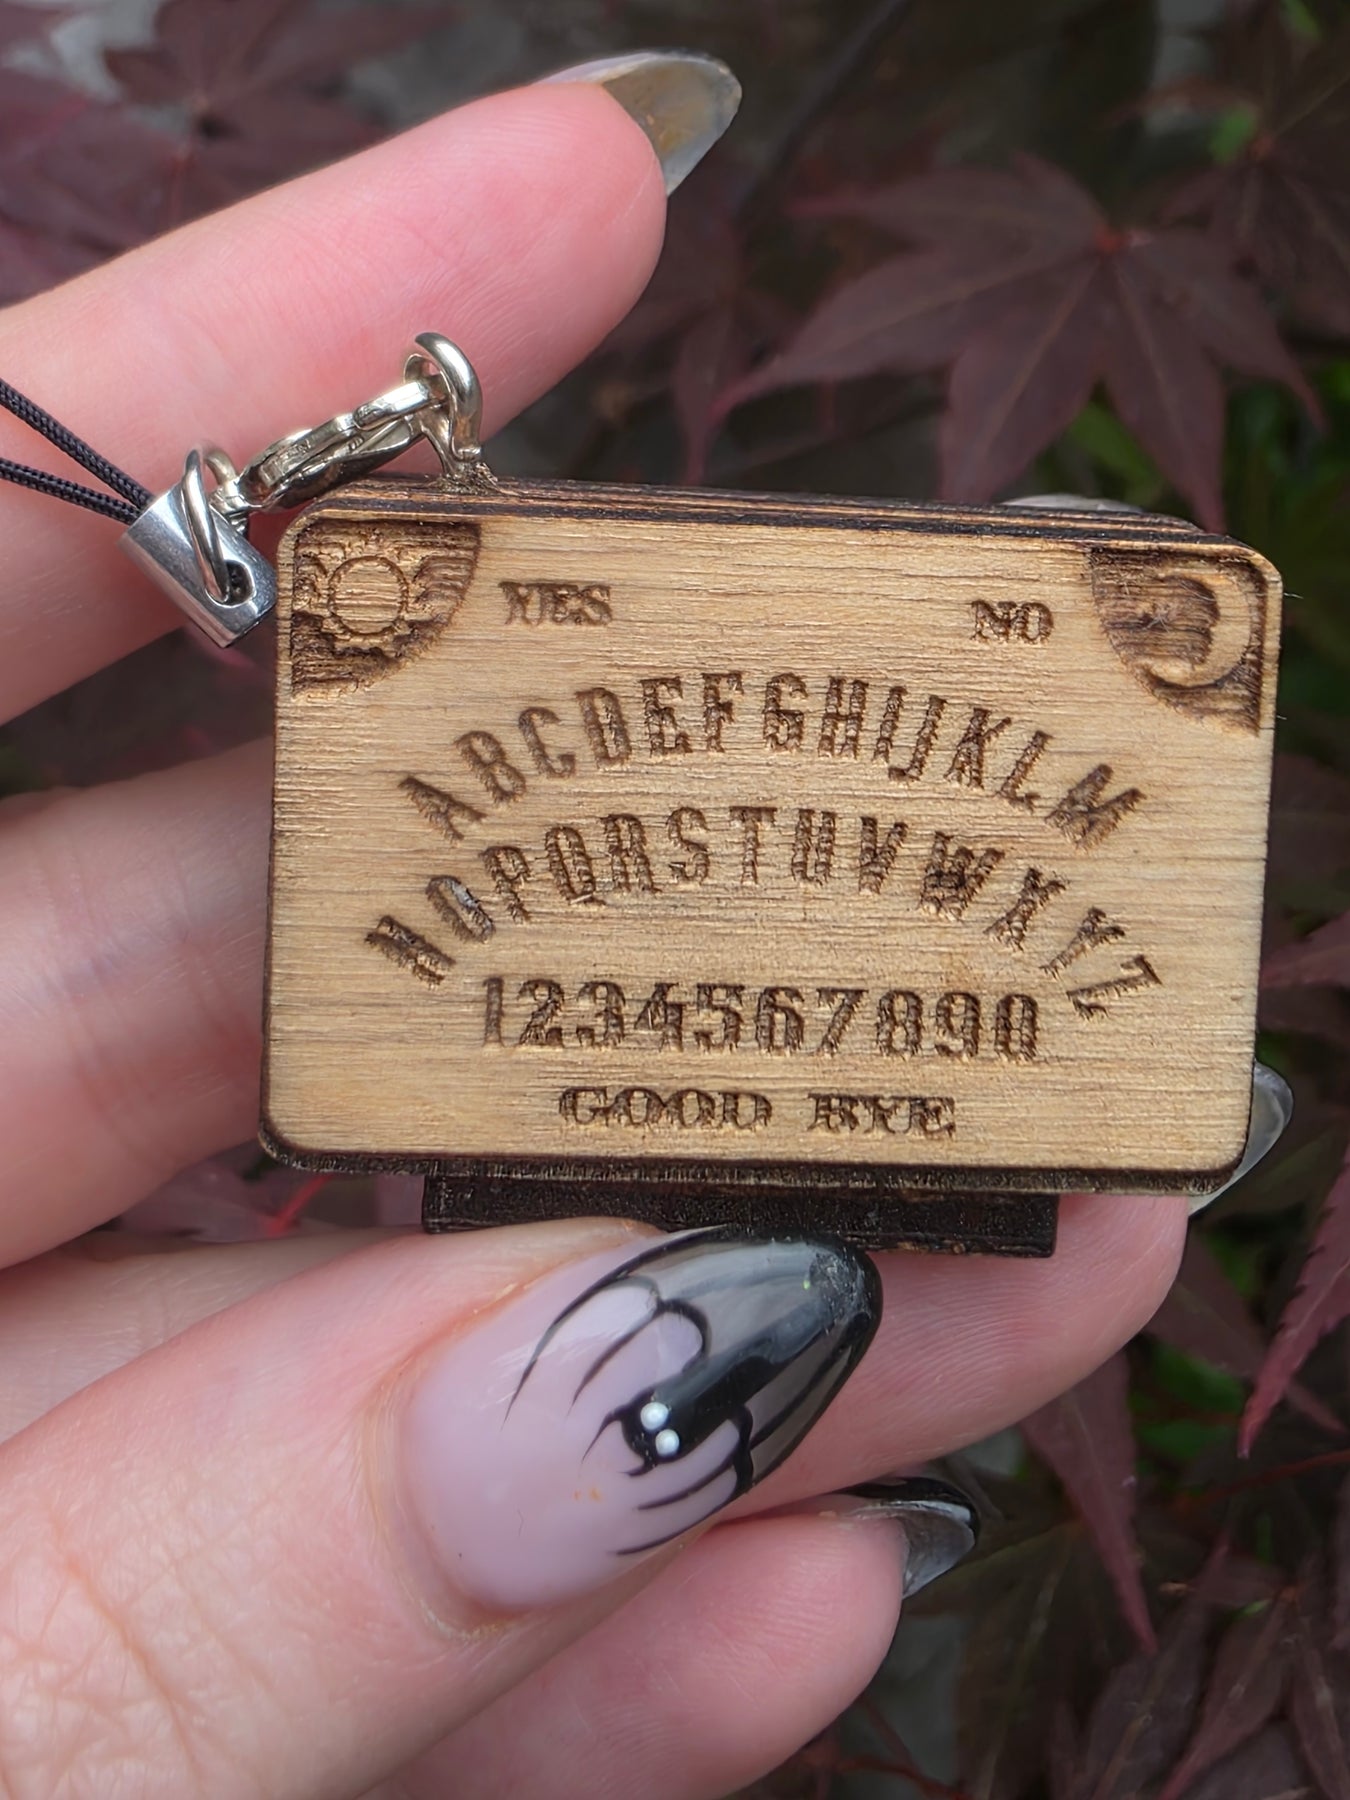 YES NO
ABCDEFGHIJKLM
NOPQRSTUVWXYZ
1234567890
GOOD BYE